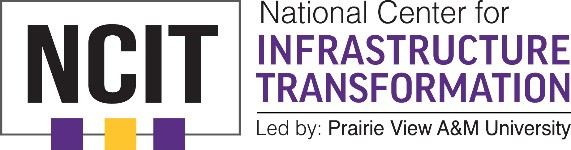 NCIT
National Center for
INFRASTRUCTURE
TRANSFORMATION
Led by: Prairie View A&M University